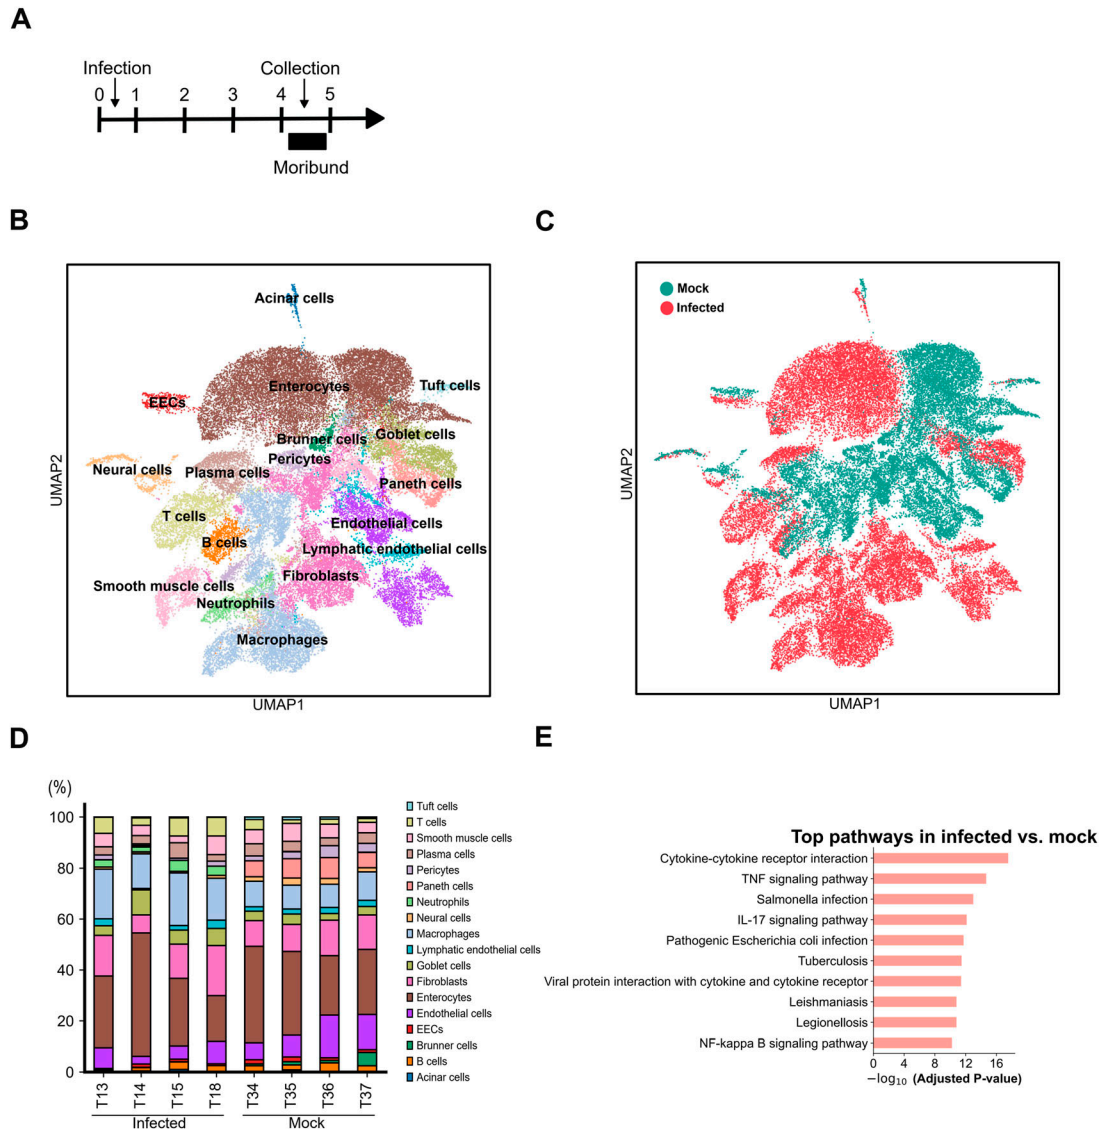 A
Infection
Collection
0 1 2 3 4 5
Moribund
B
Acinar cells
Enterocytes
Tuft cells
EECs
Brunner cells
Goblet cells
Pericytes
Neural cells
Plasma cells
Paneth cells
T cells
Endothelial cells
B cells
Lymphatic endothelial cells
Fibroblasts
Smooth muscle cells
Neutrophils
Macrophages
UMAP2
UMAP1
C
Mock
Infected
UMAP2
UMAP1
D
(%)
100
80
60
40
20
0
T13 T14 T15 T18 T34 T35 T36 T37
Infected Mock
Tuft cells
T cells
Smooth muscle cells
Plasma cells
Pericytes
Paneth cells
Neutrophils
Neural cells
Macrophages
Lymphatic endothelial cells
Goblet cells
Fibroblasts
Enterocytes
Endothelial cells
EECs
Brunner cells
B cells
Acinar cells
E
Top pathways in infected vs. mock
Cytokine-cytokine receptor interaction
TNF signaling pathway
Salmonella infection
IL-17 signaling pathway
Pathogenic Escherichia coli infection
Tuberculosis
Viral protein interaction with cytokine and cytokine receptor
Leishmaniasis
Legionellosis
NF-kappa B signaling pathway
0 4 8 12 16
−log₁₀ (Adjusted P-value)